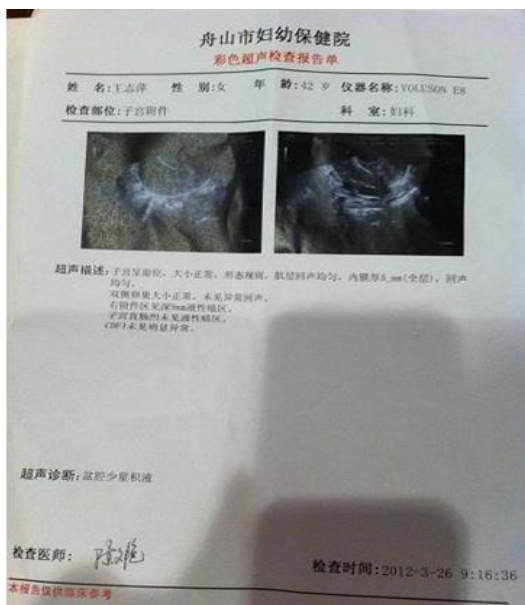 舟山市妇幼保健院
彩色超声检查报告单
姓 名:王志萍 性 别:女 年 龄:42 岁 仪器名称:VOLUSON E8
检查部位:子宫附件 科 室:妇科
超声描述:子宫呈前位,大小正常,形态规则,肌层回声均匀,内膜厚5_mm(全层),回声
均匀。
双侧卵巢大小正常,未见异常回声。
右附件区见深9mm液性暗区。
子宫直肠凹未见液性暗区。
CDFI未见明显异常。
超声诊断:盆腔少量积液
检查医师:
检查时间:2012-3-26 9:16:36
本报告仅供临床参考